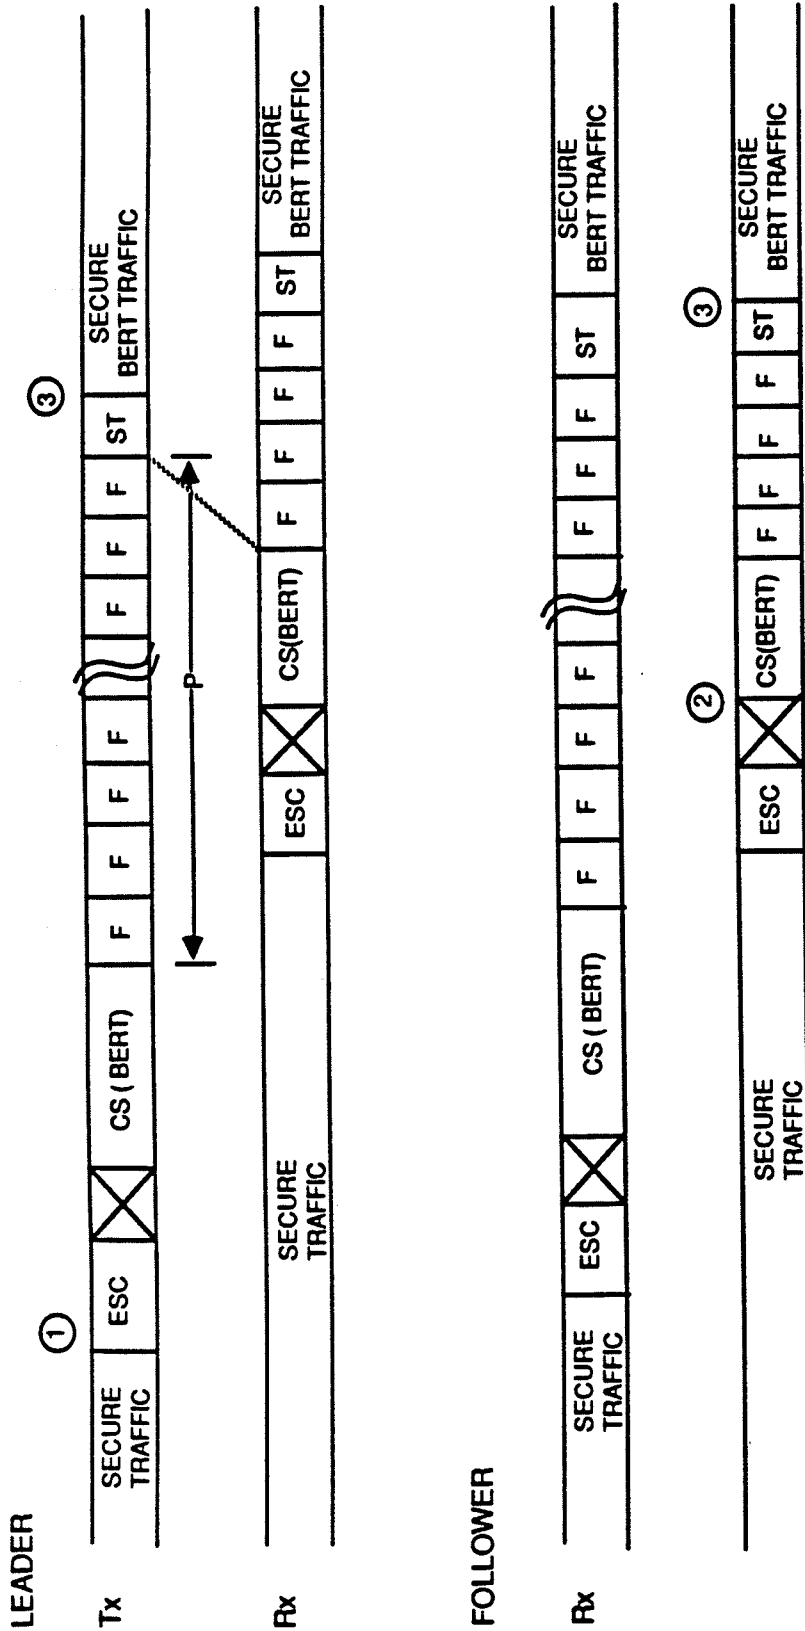 LEADER
③
①
Tx
SECURE
TRAFFIC
ESC
CS ( BERT)
F
F
F
F
F
F
F
ST
SECURE
BERT TRAFFIC
P
Rx
SECURE
TRAFFIC
ESC
CS(BERT)
F
F
F
F
ST
SECURE
BERT TRAFFIC
FOLLOWER
Rx
SECURE
TRAFFIC
ESC
CS ( BERT)
F
F
F
F
F
F
F
ST
SECURE
BERT TRAFFIC
②
③
SECURE
TRAFFIC
ESC
CS(BERT)
F
F
F
F
ST
SECURE
BERT TRAFFIC